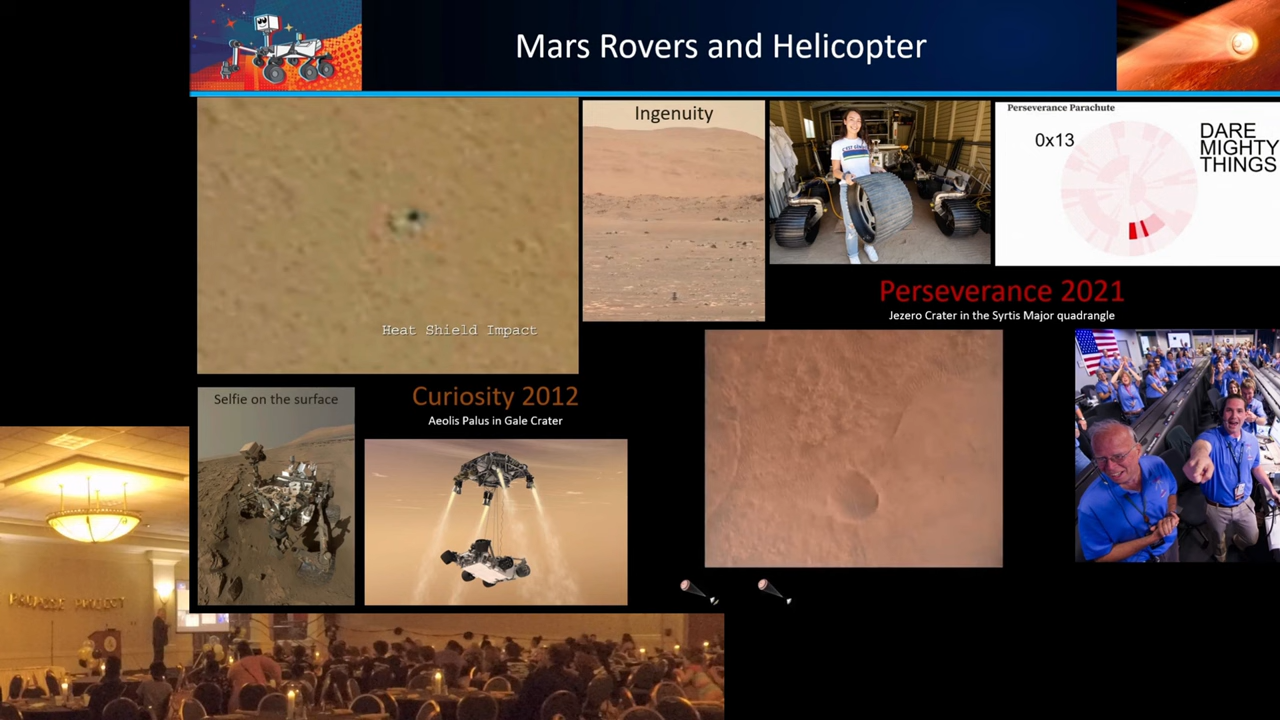 Mars Rovers and Helicopter
Ingenuity
Perseverance Parachute
0x13
DARE
MIGHTY
THINGS
Heat Shield Impact
Perseverance 2021
Jezero Crater in the Syrtis Major quadrangle
Selfie on the surface
Curiosity 2012
Aeolis Palus in Gale Crater
PROJECT